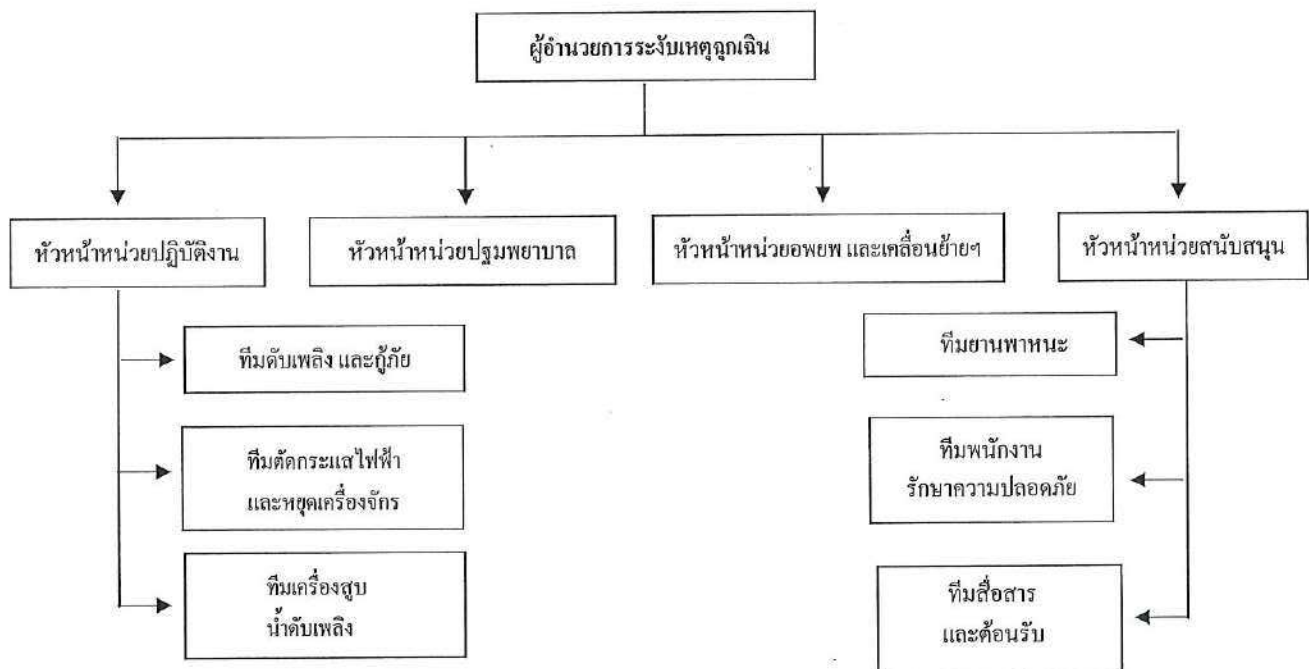 ผู้อำนวยการระงับเหตุฉุกเฉิน
หัวหน้าหน่วยปฏิบัติงาน
หัวหน้าหน่วยปฐมพยาบาล
หัวหน้าหน่วยอพยพ และเคลื่อนย้ายฯ
หัวหน้าหน่วยสนับสนุน
ทีมดับเพลิง และกู้ภัย
ทีมตัดกระแสไฟฟ้า
และหยุดเครื่องจักร
ทีมเครื่องสูบ
น้ำดับเพลิง
ทีมยานพาหนะ
ทีมพนักงาน
รักษาความปลอดภัย
ทีมสื่อสาร
และต้อนรับ